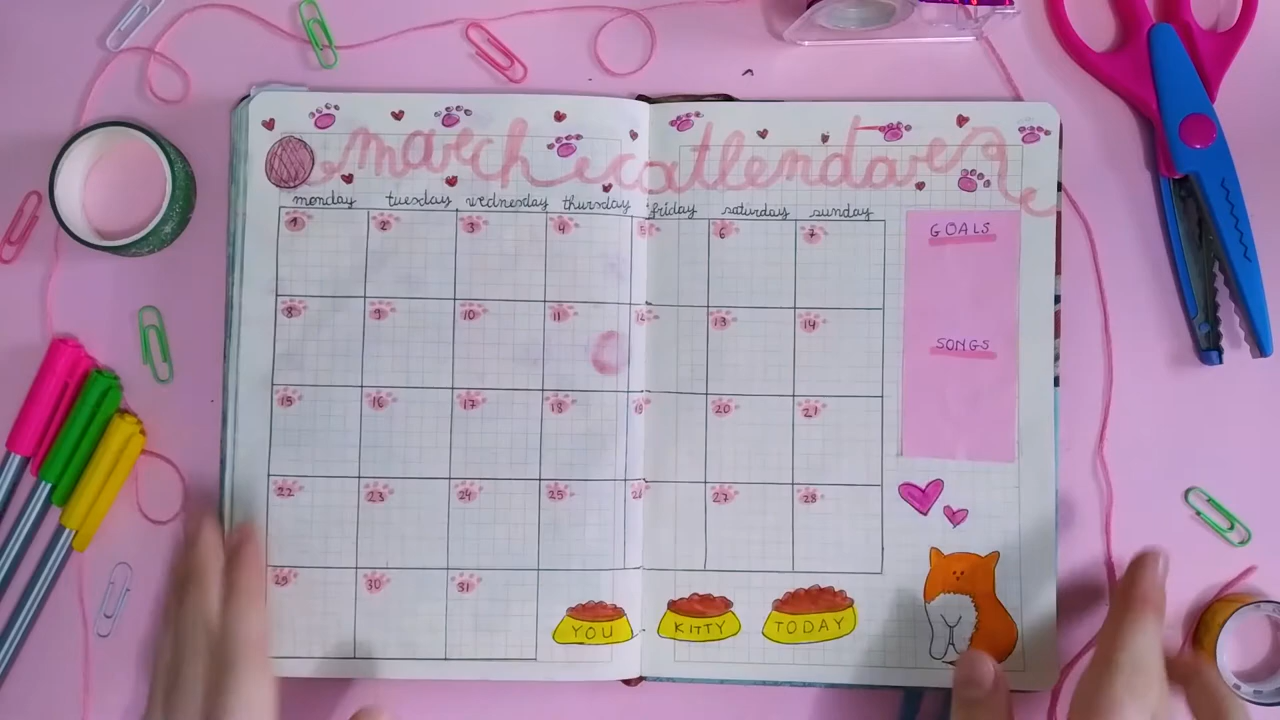 march catlendar
monday tuesday wednesday thursday friday saturday sunday
1 2 3 4 5 6 7
GOALS
8 9 10 11 12 13 14
SONGS
15 16 17 18 19 20 21
22 23 24 25 26 27 28
29 30 31
YOU KITTY TODAY